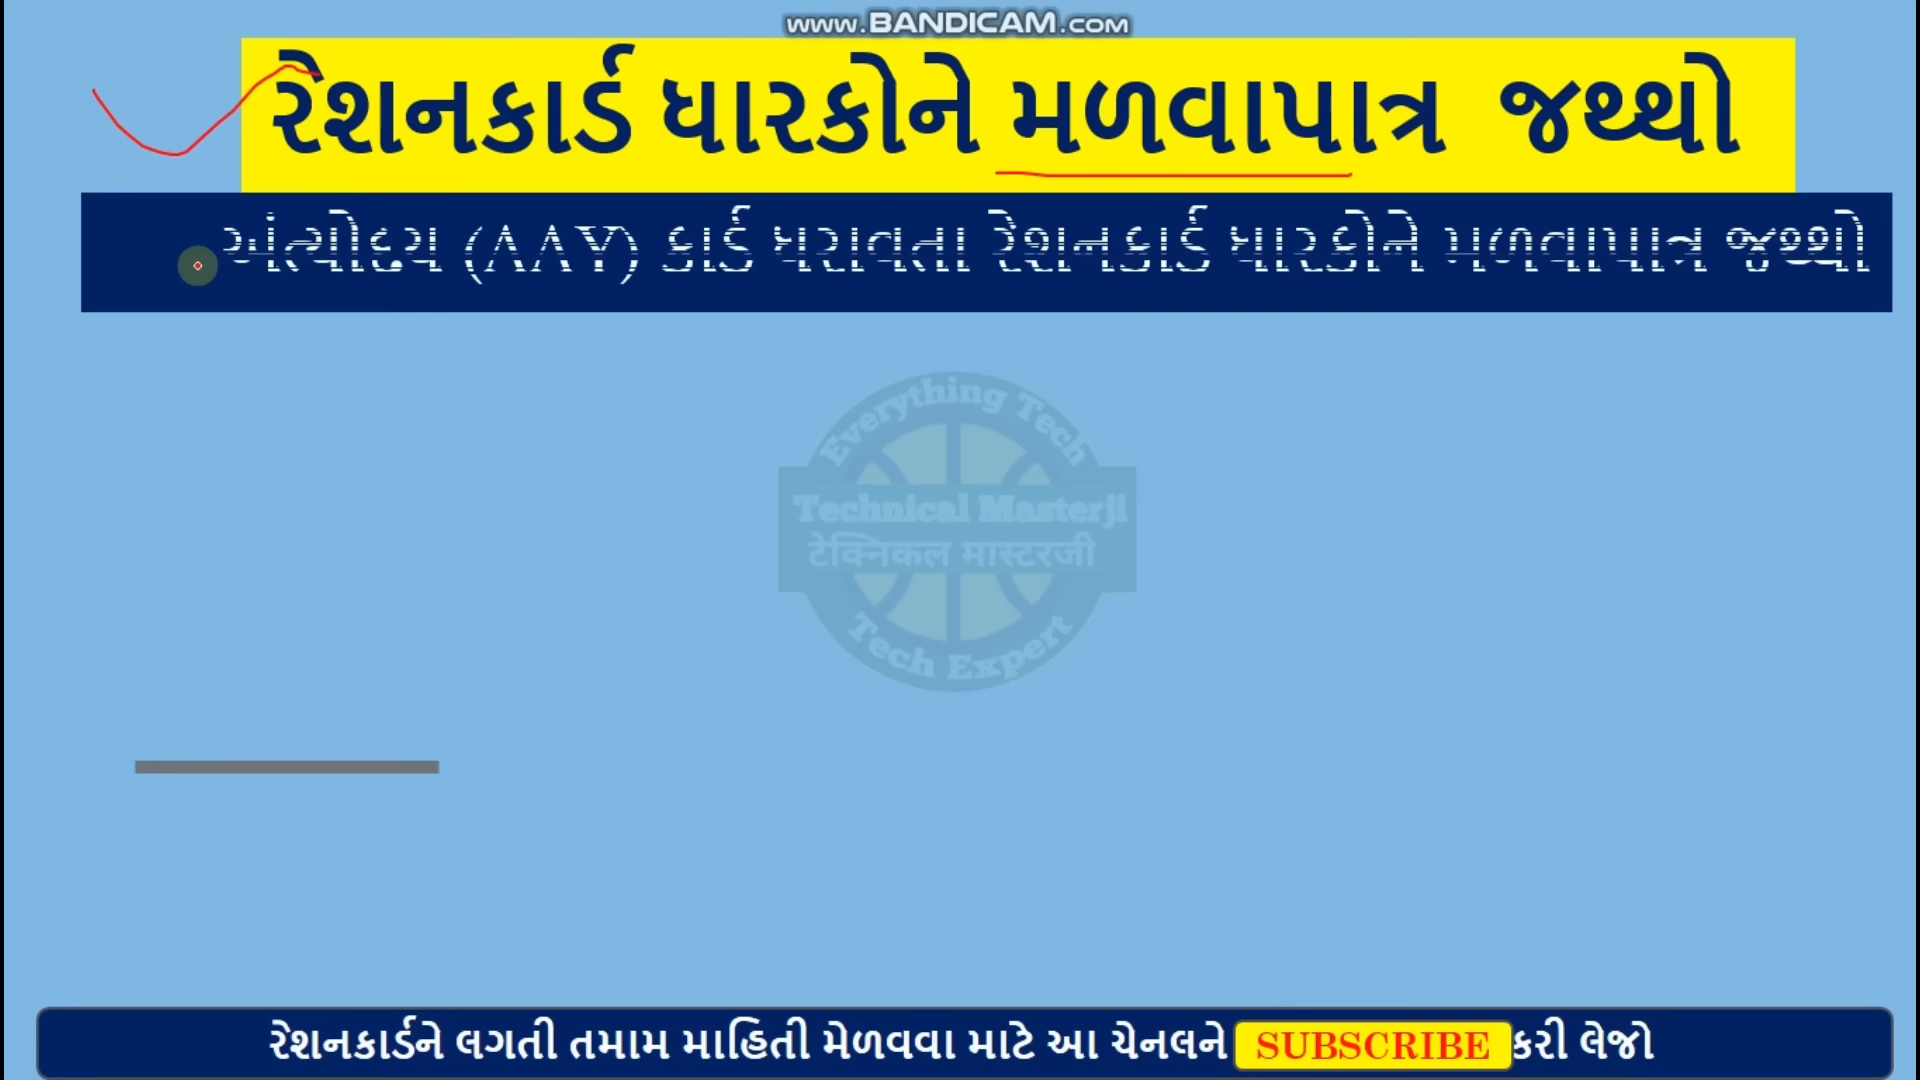 www.BANDICAM.com
રેશનકાર્ડ ધારકોને મળવાપાત્ર જથ્થો
અંત્યોદય (AAY) કાર્ડ ધરાવતા રેશનકાર્ડ ધારકોને મળવાપાત્ર જથ્થો
Everything Tech
Technical Masterji
टेक्निकल मास्टरजी
Tech Expert
રેશનકાર્ડને લગતી તમામ માહિતી મેળવવા માટે આ ચેનલને SUBSCRIBE કરી લેજો